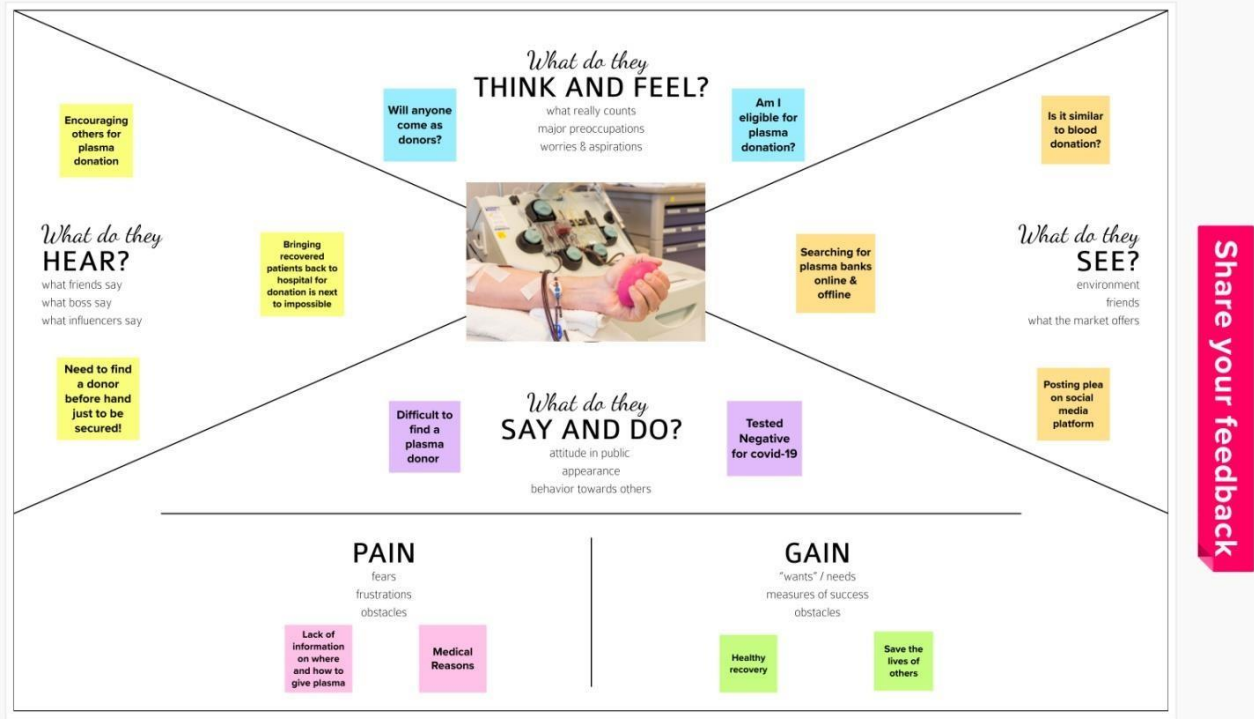 What do they
THINK AND FEEL?
what really counts
major preoccupations
worries & aspirations
Will anyone
come as
donors?
Am I
eligible for
plasma
donation?
Encouraging
others for
plasma
donation
What do they
HEAR?
what friends say
what boss say
what influencers say
Bringing
recovered
patients back to
hospital for
donation is next
to impossible
Need to find
a donor
before hand
just to be
secured!
Is it similar
to blood
donation?
Searching for
plasma banks
online &
offline
What do they
SEE?
environment
friends
what the market offers
Posting plea
on social
media
platform
What do they
SAY AND DO?
attitude in public
appearance
behavior towards others
Difficult to
find a
plasma
donor
Tested
Negative
for covid-19
PAIN
fears
frustrations
obstacles
Lack of
information
on where
and how to
give plasma
Medical
Reasons
GAIN
"wants" / needs
measures of success
obstacles
Healthy
recovery
Save the
lives of
others
Share your feedback